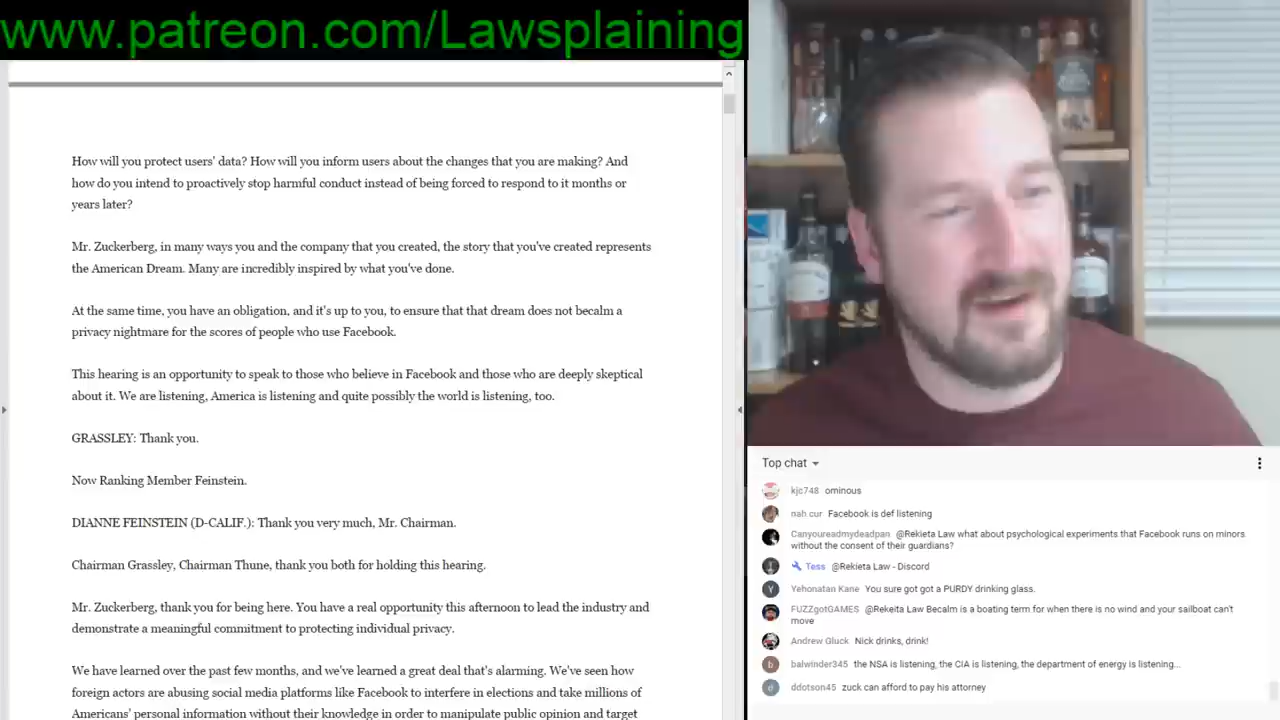 www.patreon.com/Lawsplaining
How will you protect users' data? How will you inform users about the changes that you are making? And
how do you intend to proactively stop harmful conduct instead of being forced to respond to it months or
years later?
Mr. Zuckerberg, in many ways you and the company that you created, the story that you've created represents
the American Dream. Many are incredibly inspired by what you've done.
At the same time, you have an obligation, and it's up to you, to ensure that that dream does not becalm a
privacy nightmare for the scores of people who use Facebook.
This hearing is an opportunity to speak to those who believe in Facebook and those who are deeply skeptical
about it. We are listening, America is listening and quite possibly the world is listening, too.
GRASSLEY: Thank you.
Now Ranking Member Feinstein.
DIANNE FEINSTEIN (D-CALIF.): Thank you very much, Mr. Chairman.
Chairman Grassley, Chairman Thune, thank you both for holding this hearing.
Mr. Zuckerberg, thank you for being here. You have a real opportunity this afternoon to lead the industry and
demonstrate a meaningful commitment to protecting individual privacy.
We have learned over the past few months, and we've learned a great deal that's alarming. We've seen how
foreign actors are abusing social media platforms like Facebook to interfere in elections and take millions of
Americans' personal information without their knowledge in order to manipulate public opinion and target
Top chat
kjc748 ominous
nah cur Facebook is def listening
Canyoureadmydeadpan @Rekieta Law what about psychological experiments that Facebook runs on minors
without the consent of their guardians?
Tess @Rekieta Law - Discord
Y Yehonatan Kane You sure got got a PURDY drinking glass.
FUZZgotGAMES @Rekeita Law Becalm is a boating term for when there is no wind and your sailboat can't
move
Andrew Gluck Nick drinks, drink!
b balwinder345 the NSA is listening, the CIA is listening, the department of energy is listening...
d ddotson45 zuck can afford to pay his attorney